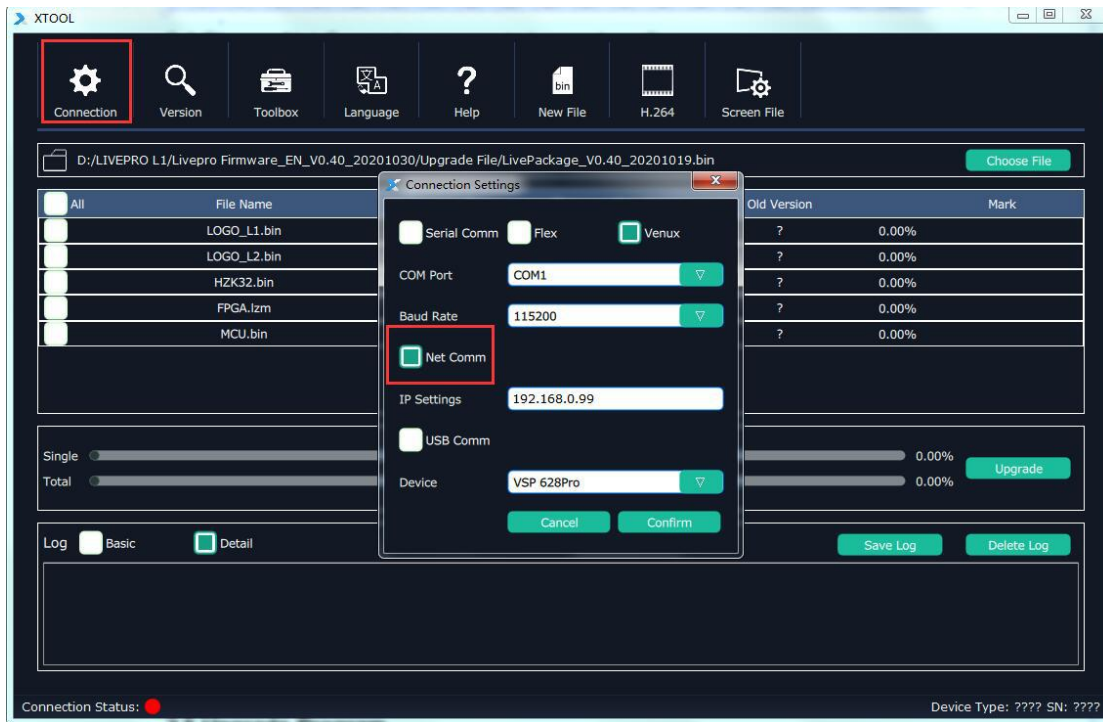 XTOOL
Connection Version Toolbox Language Help New File H.264 Screen File
文 A bin
D:/LIVEPRO L1/Livepro Firmware_EN_V0.40_20201030/Upgrade File/LivePackage_V0.40_20201019.bin Choose File
All File Name Old Version Mark
LOGO_L1.bin ? 0.00%
LOGO_L2.bin ? 0.00%
HZK32.bin ? 0.00%
FPGA.lzm ? 0.00%
MCU.bin ? 0.00%
Connection Settings
Serial Comm Flex Venux
COM Port COM1
Baud Rate 115200
Net Comm
IP Settings 192.168.0.99
USB Comm
Device VSP 628Pro
Cancel Confirm
Single 0.00%
Total 0.00%
Upgrade
Log Basic Detail Save Log Delete Log
Connection Status: Device Type: ???? SN: ????